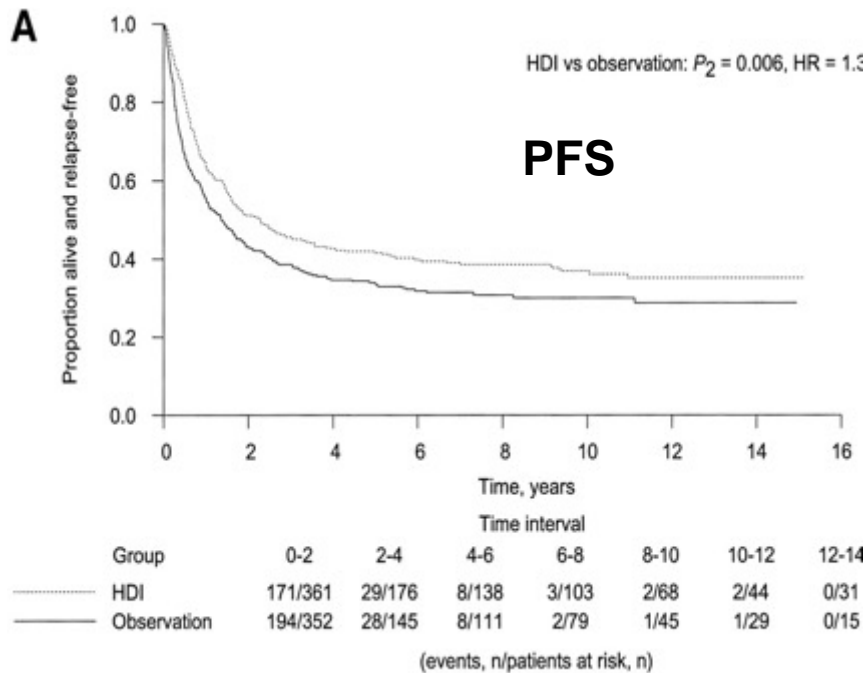 A
HDI vs observation: P2 = 0.006, HR = 1.3
PFS
Proportion alive and relapse-free
1.0
0.8
0.6
0.4
0.2
0.0
0 2 4 6 8 10 12 14 16
Time, years
Time interval
Group 0-2 2-4 4-6 6-8 8-10 10-12 12-14
HDI 171/361 29/176 8/138 3/103 2/68 2/44 0/31
Observation 194/352 28/145 8/111 2/79 1/45 1/29 0/15
(events, n/patients at risk, n)